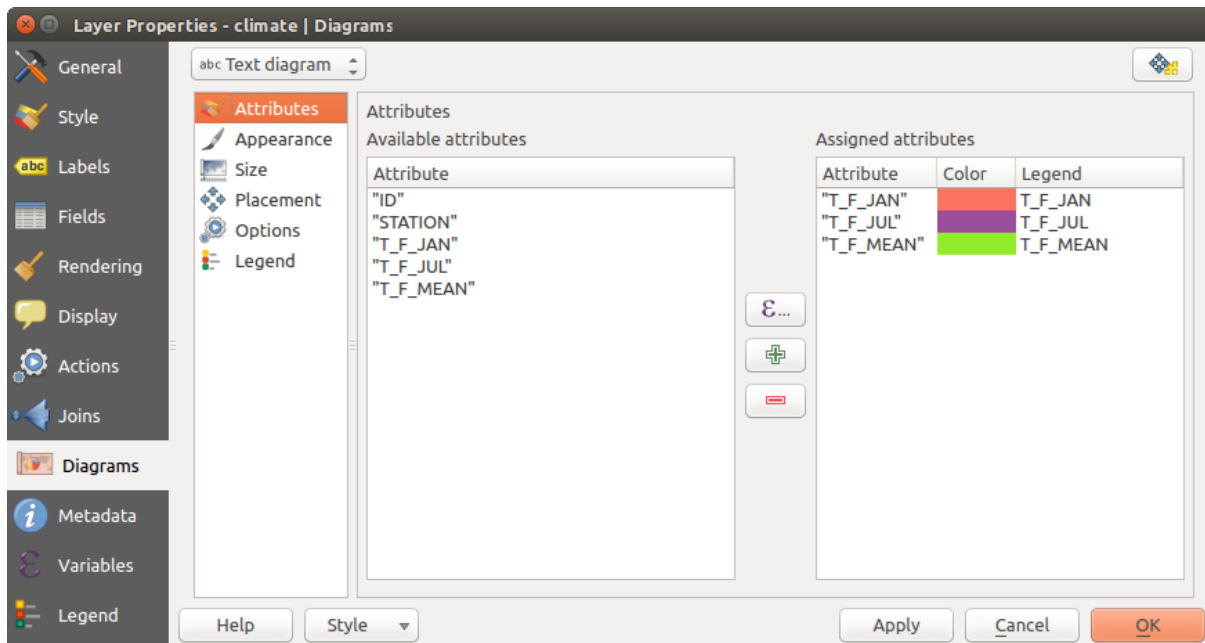 Layer Properties - climate | Diagrams
General
Style
abc Labels
Fields
Rendering
Display
Actions
Joins
Diagrams
Metadata
Variables
Legend
abc Text diagram
Attributes
Appearance
Size
Placement
Options
Legend
Attributes
Available attributes
Attribute
"ID"
"STATION"
"T_F_JAN"
"T_F_JUL"
"T_F_MEAN"
ε...
Assigned attributes
Attribute Color Legend
"T_F_JAN" T_F_JAN
"T_F_JUL" T_F_JUL
"T_F_MEAN" T_F_MEAN
Help Style Apply Cancel OK